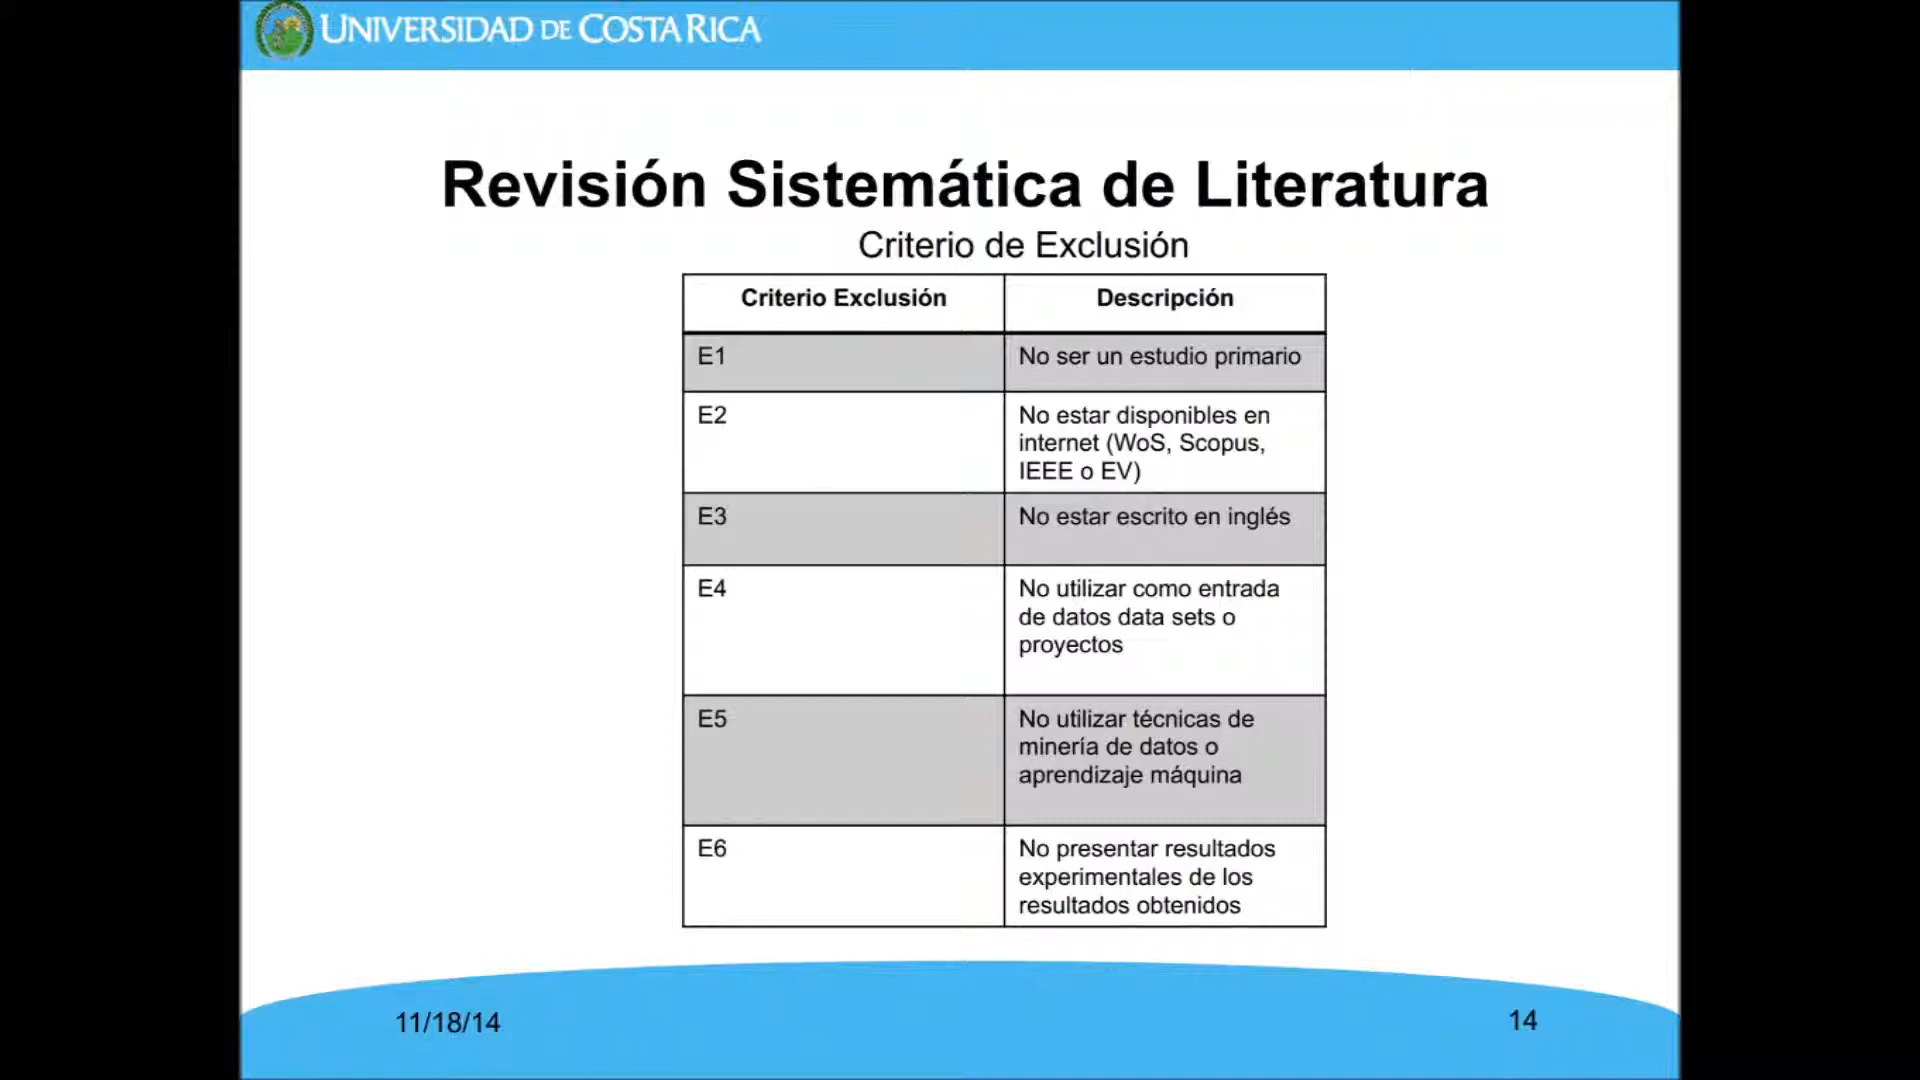 UNIVERSIDAD DE COSTA RICA
Revisión Sistemática de Literatura
Criterio de Exclusión
Criterio Exclusión
Descripción
E1
No ser un estudio primario
E2
No estar disponibles en
internet (WoS, Scopus,
IEEE o EV)
E3
No estar escrito en inglés
E4
No utilizar como entrada
de datos data sets o
proyectos
E5
No utilizar técnicas de
minería de datos o
aprendizaje máquina
E6
No presentar resultados
experimentales de los
resultados obtenidos
11/18/14
14